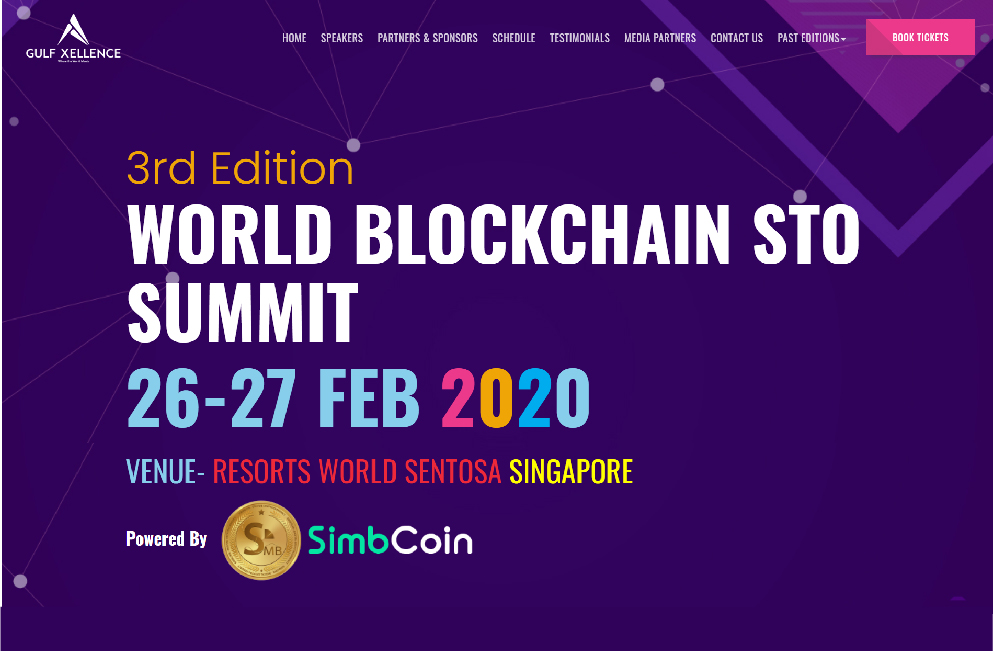 GULF XELLENCE
HOME SPEAKERS PARTNERS & SPONSORS SCHEDULE TESTIMONIALS MEDIA PARTNERS CONTACT US PAST EDITIONS BOOK TICKETS
3rd Edition
WORLD BLOCKCHAIN STO
SUMMIT
26-27 FEB 2020
VENUE- RESORTS WORLD SENTOSA SINGAPORE
Powered By SMB SimbCoin